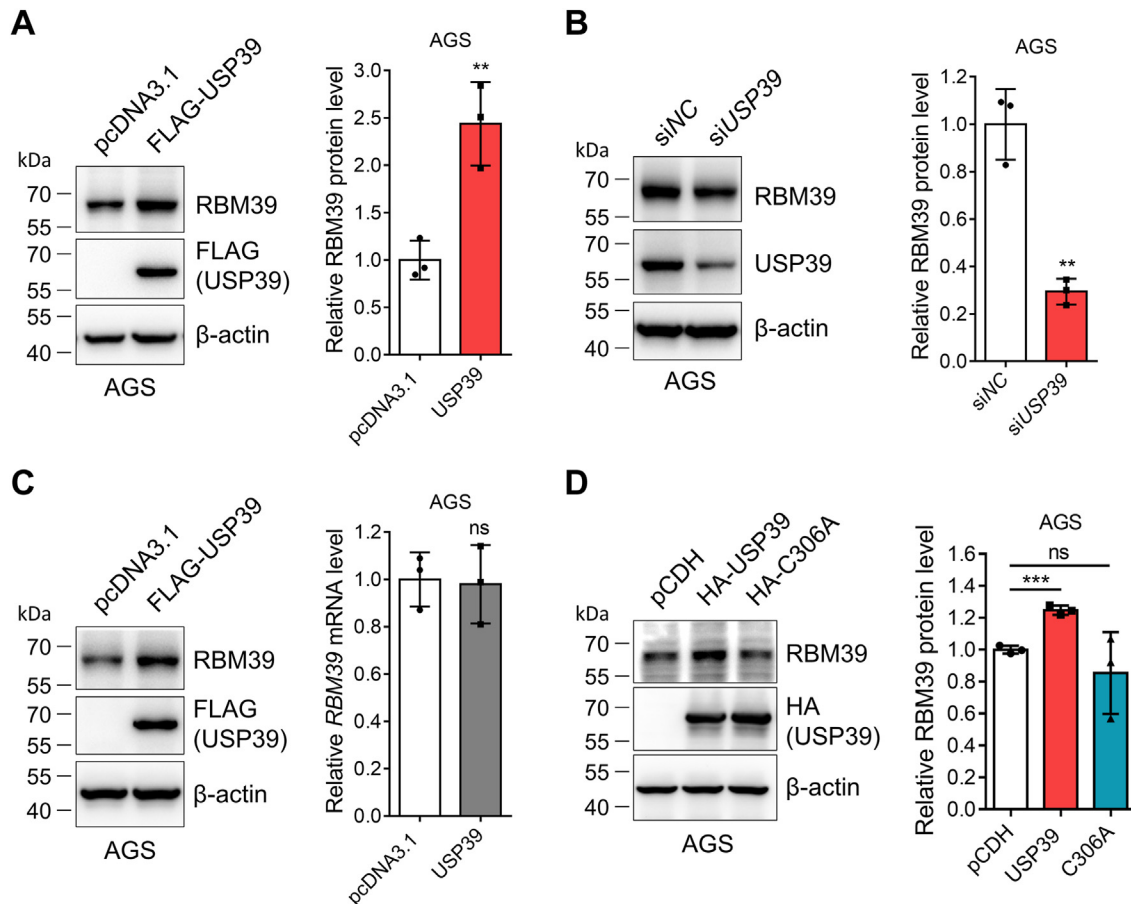 A
pcDNA3.1
FLAG-USP39
kDa
70
55
RBM39
70
55
FLAG
(USP39)
55
40
β-actin
AGS
AGS
**
Relative RBM39 protein level
3.0
2.5
2.0
1.5
1.0
0.5
0.0
pcDNA3.1
USP39
B
siNC
siUSP39
kDa
70
55
RBM39
70
55
USP39
55
40
β-actin
AGS
AGS
Relative RBM39 protein level
1.2
1.0
0.8
0.6
0.4
0.2
0.0
**
siNC
siUSP39
C
pcDNA3.1
FLAG-USP39
kDa
70
55
RBM39
70
55
FLAG
(USP39)
55
40
β-actin
AGS
AGS
ns
Relative RBM39 mRNA level
1.2
1.0
0.8
0.6
0.4
0.2
0.0
pcDNA3.1
USP39
D
pCDH
HA-USP39
HA-C306A
kDa
70
55
RBM39
70
55
HA
(USP39)
55
40
β-actin
AGS
AGS
ns
***
Relative RBM39 protein level
1.6
1.4
1.2
1.0
0.8
0.6
0.4
0.2
0.0
pCDH
USP39
C306A